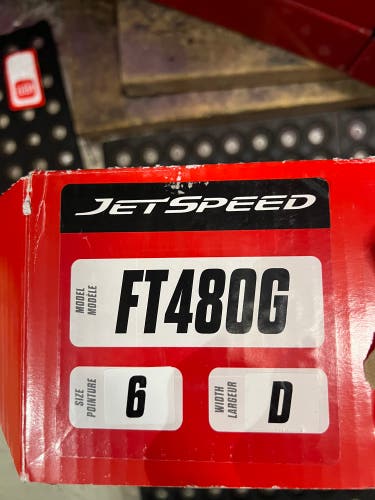 JETSPEED
MODEL
MODÈLE
FT480G
SIZE
POINTURE
6
WIDTH
LARGEUR
D